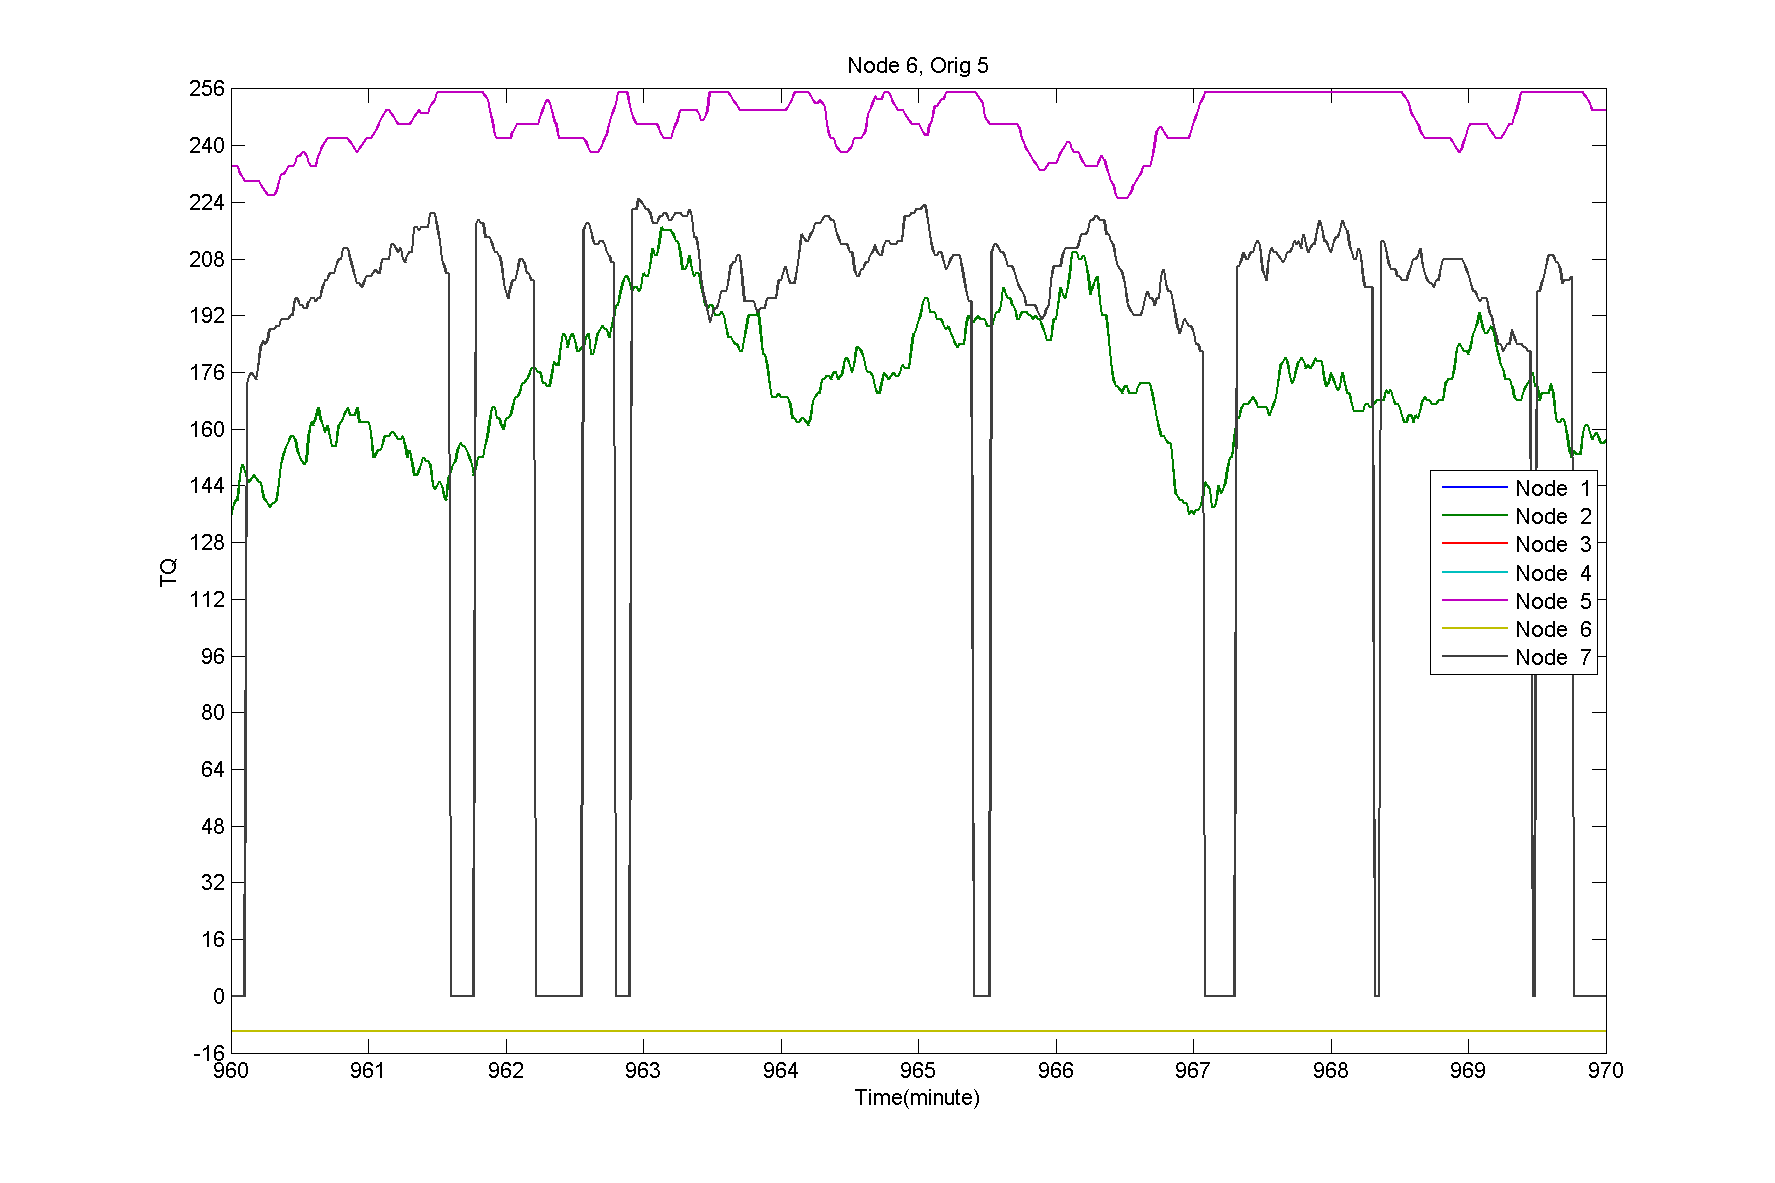 Node 6, Orig 5
256
240
224
208
192
176
160
144
128
112
96
80
64
48
32
16
0
-16
TQ
Node 1
Node 2
Node 3
Node 4
Node 5
Node 6
Node 7
960 961 962 963 964 965 966 967 968 969 970
Time(minute)